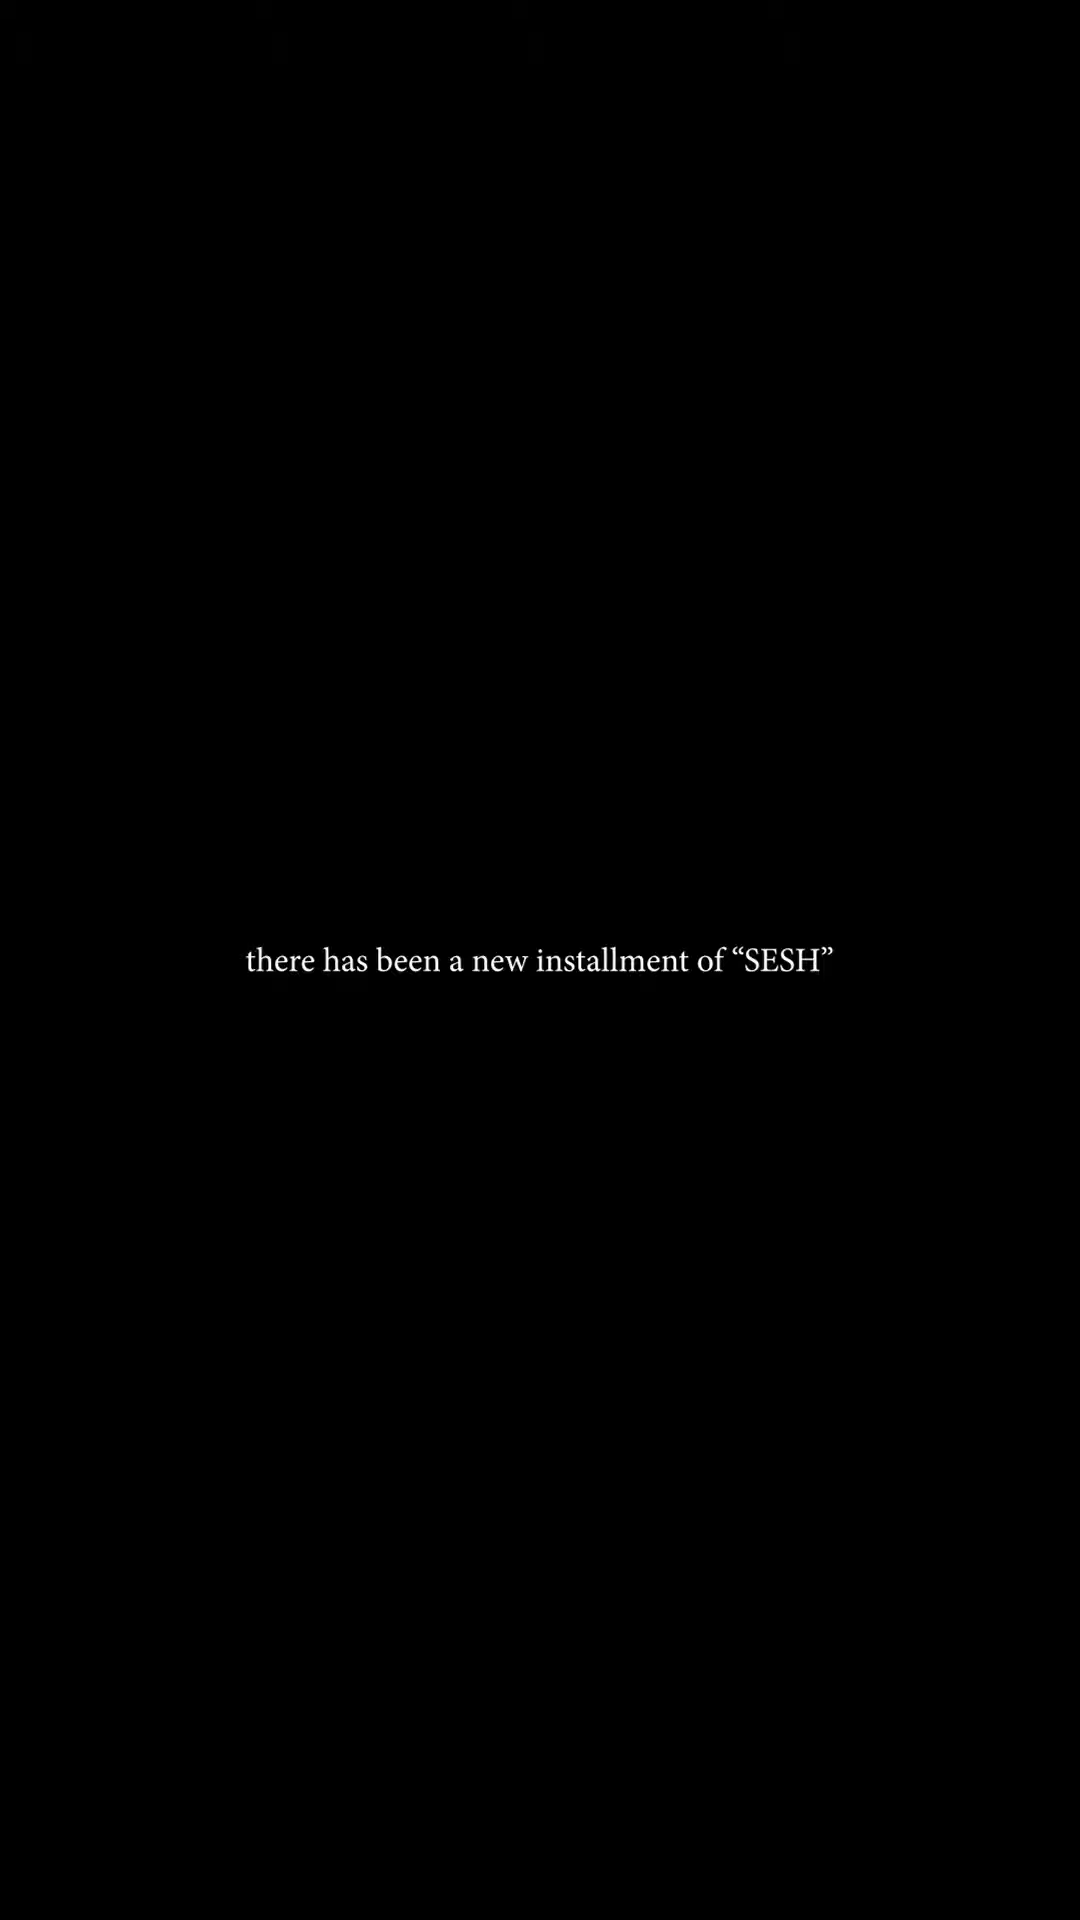 there has been a new installment of “SESH”